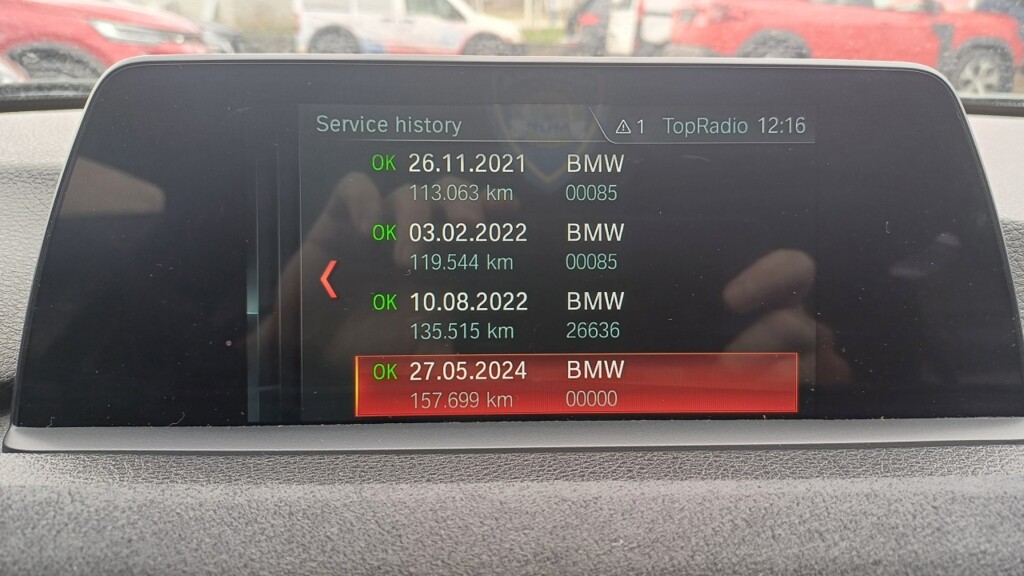 Service history ⚠ 1 TopRadio 12:16
OK 26.11.2021 BMW
113.063 km 00085
OK 03.02.2022 BMW
119.544 km 00085
OK 10.08.2022 BMW
135.515 km 26636
OK 27.05.2024 BMW
157.699 km 00000